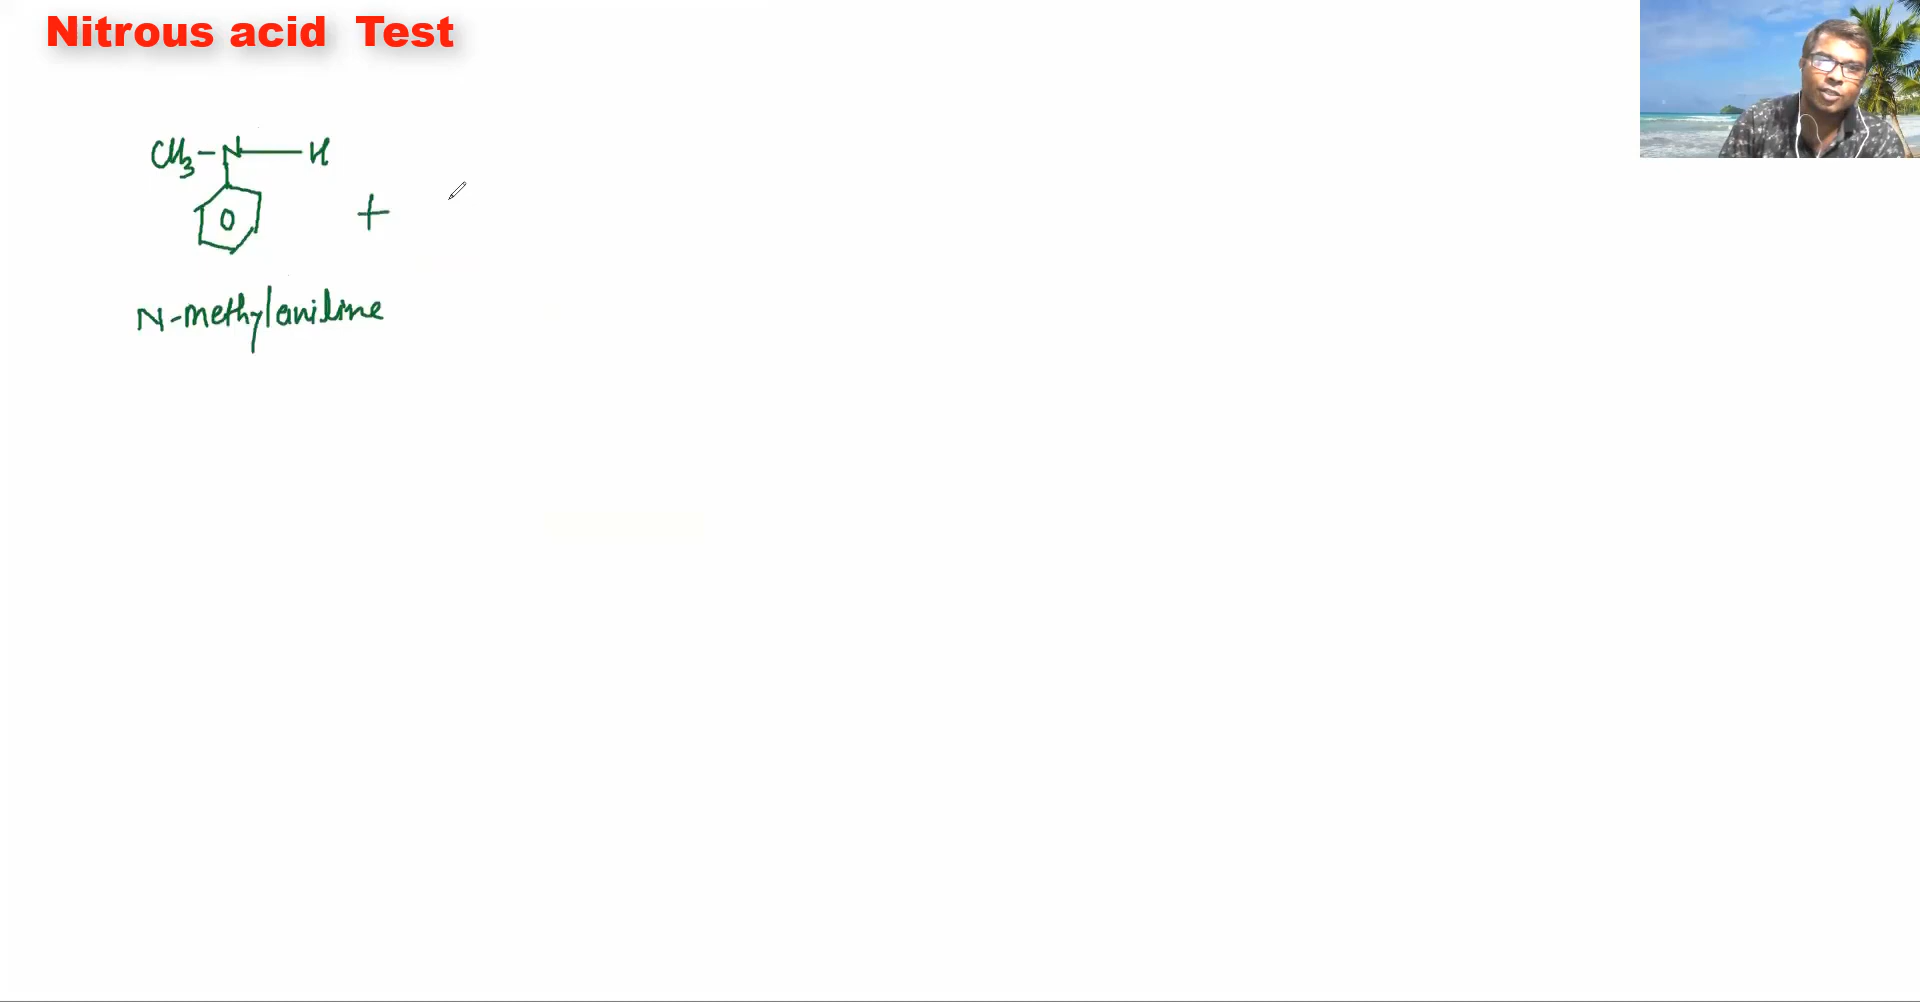 Nitrous acid Test
CH3-N-H
+
N-methylaniline